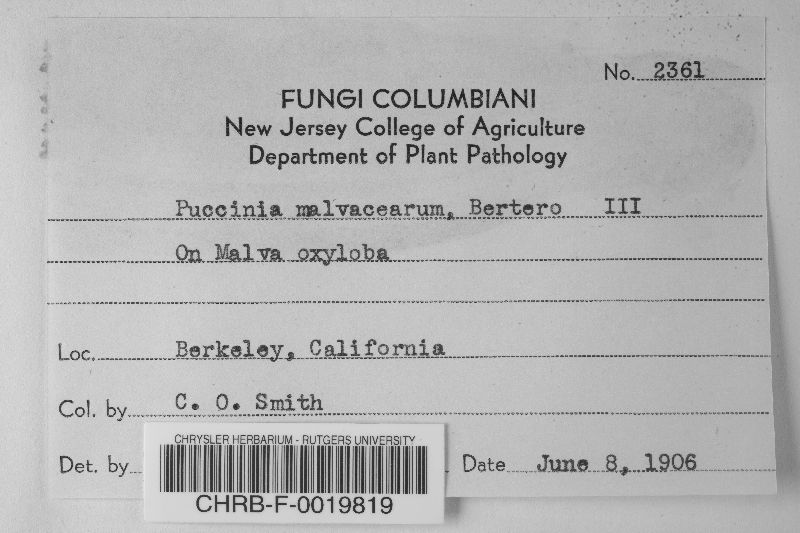 No. 2361
FUNGI COLUMBIANI
New Jersey College of Agriculture
Department of Plant Pathology
Puccinia malvacearum, Bertero III
On Malva oxyloba
Loc. Berkeley, California
Col. by C. O. Smith
Det. by Date June 8, 1906
CHRYSLER HERBARIUM - RUTGERS UNIVERSITY
CHRB-F-0019819